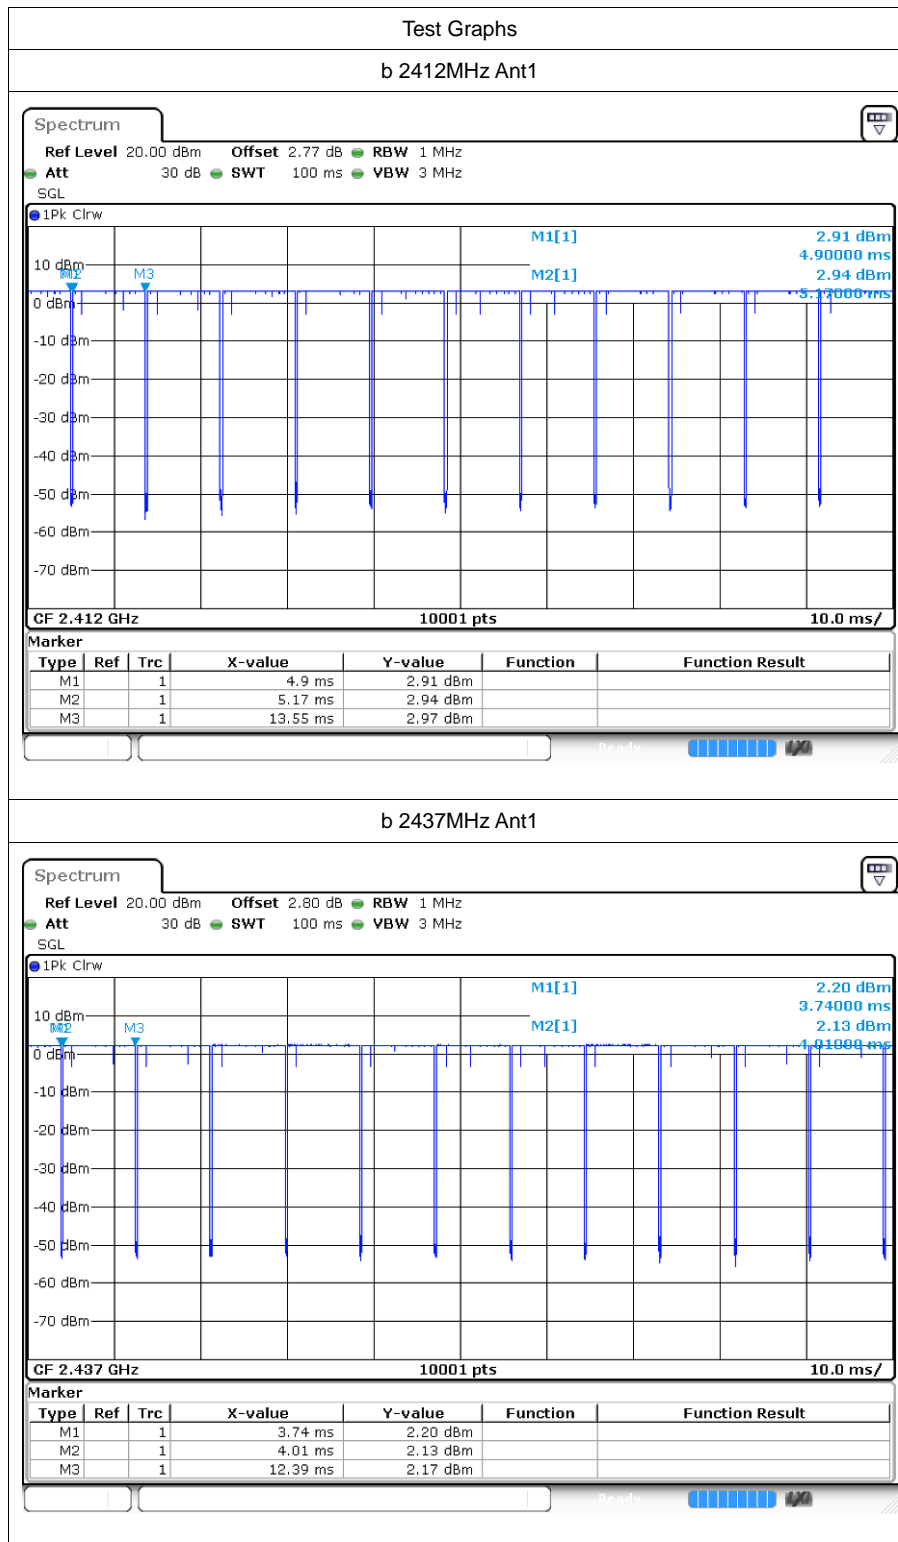 Test Graphs
b 2412MHz Ant1
Spectrum
Ref Level 20.00 dBm Offset 2.77 dB RBW 1 MHz
Att 30 dB SWT 100 ms VBW 3 MHz
SGL
1Pk Clrw
M1[1] 2.91 dBm
4.90000 ms
10 dBm
M2[1] 2.94 dBm
5.17000 ms
M2 M3
0 dBm
-10 dBm
-20 dBm
-30 dBm
-40 dBm
-50 dBm
-60 dBm
-70 dBm
CF 2.412 GHz 10001 pts 10.0 ms/
Marker
Type Ref Trc X-value Y-value Function Function Result
M1 1 4.9 ms 2.91 dBm
M2 1 5.17 ms 2.94 dBm
M3 1 13.55 ms 2.97 dBm
Ready
b 2437MHz Ant1
Spectrum
Ref Level 20.00 dBm Offset 2.80 dB RBW 1 MHz
Att 30 dB SWT 100 ms VBW 3 MHz
SGL
1Pk Clrw
M1[1] 2.20 dBm
3.74000 ms
10 dBm
M2[1] 2.13 dBm
4.01000 ms
M2 M3
0 dBm
-10 dBm
-20 dBm
-30 dBm
-40 dBm
-50 dBm
-60 dBm
-70 dBm
CF 2.437 GHz 10001 pts 10.0 ms/
Marker
Type Ref Trc X-value Y-value Function Function Result
M1 1 3.74 ms 2.20 dBm
M2 1 4.01 ms 2.13 dBm
M3 1 12.39 ms 2.17 dBm
Ready